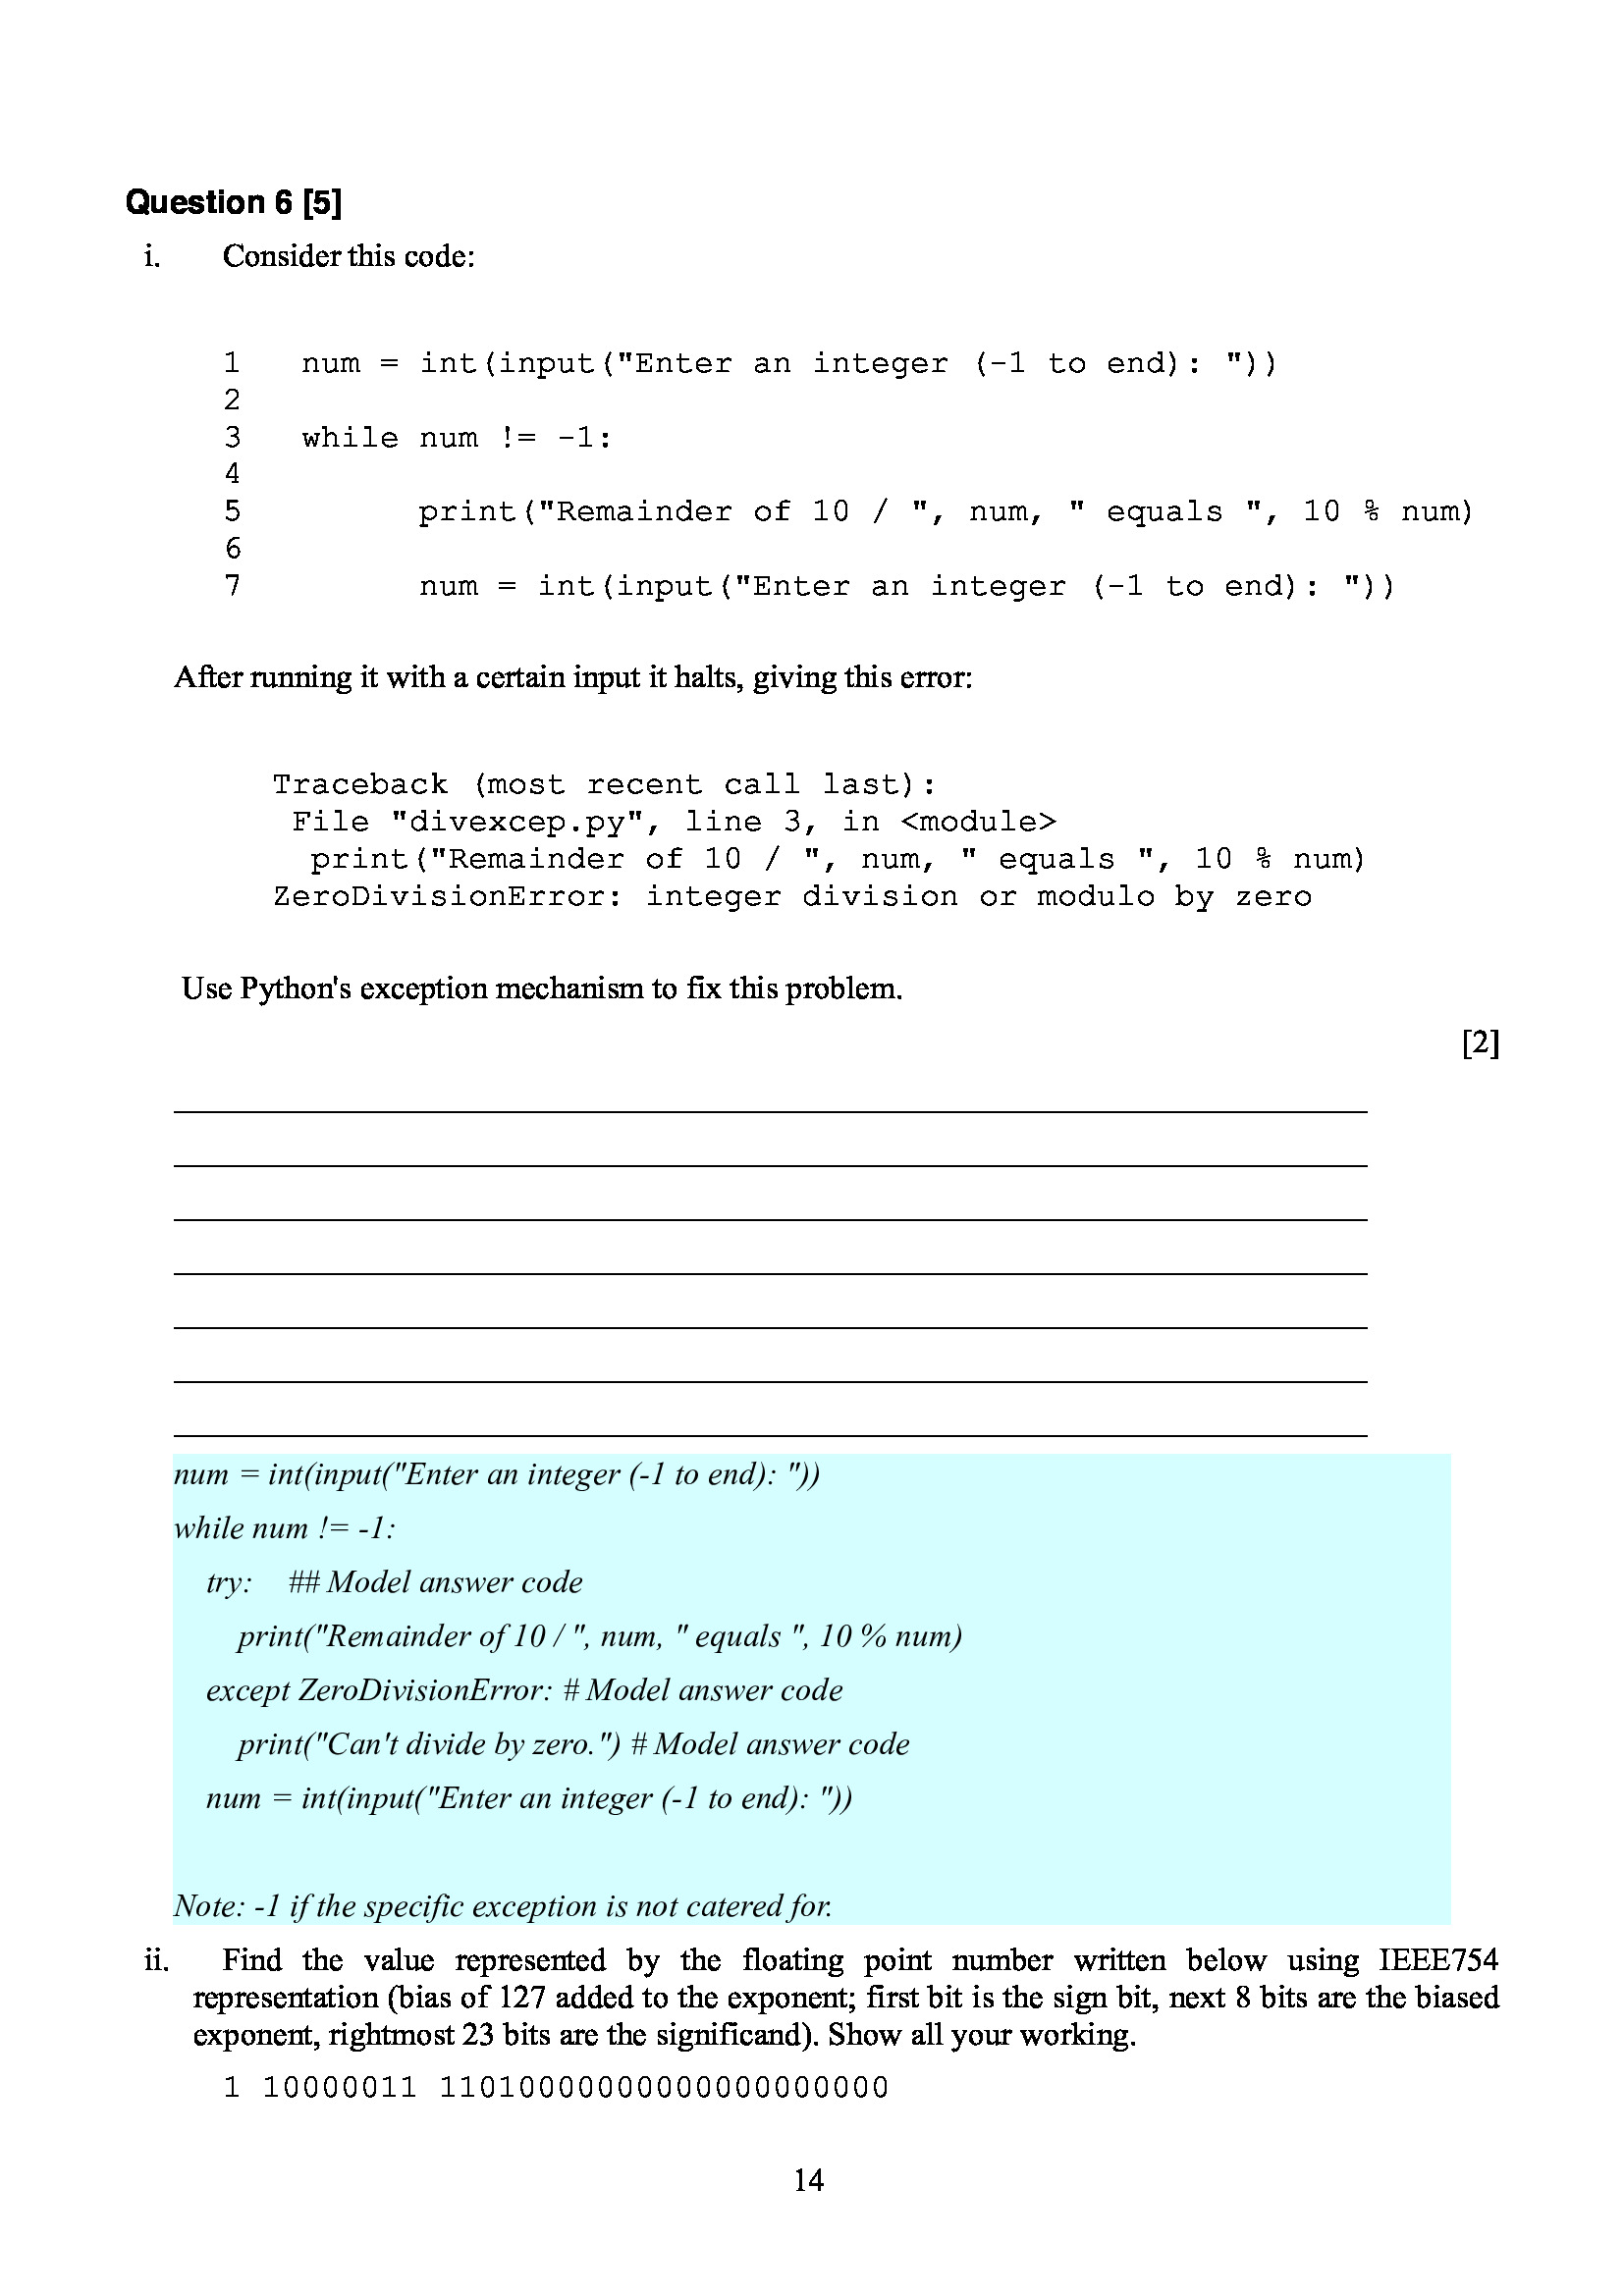 Question 6 [5]
i. Consider this code:
1 num = int(input("Enter an integer (-1 to end): "))
2
3 while num != -1:
4
5 print("Remainder of 10 / ", num, " equals ", 10 % num)
6
7 num = int(input("Enter an integer (-1 to end): "))
After running it with a certain input it halts, giving this error:
Traceback (most recent call last):
File "divexcep.py", line 3, in <module>
print("Remainder of 10 / ", num, " equals ", 10 % num)
ZeroDivisionError: integer division or modulo by zero
Use Python's exception mechanism to fix this problem.
[2]
num = int(input("Enter an integer (-1 to end): "))
while num != -1:
try: ## Model answer code
print("Remainder of 10 / ", num, " equals ", 10 % num)
except ZeroDivisionError: # Model answer code
print("Can't divide by zero.") # Model answer code
num = int(input("Enter an integer (-1 to end): "))
Note: -1 if the specific exception is not catered for.
ii. Find the value represented by the floating point number written below using IEEE754
representation (bias of 127 added to the exponent; first bit is the sign bit, next 8 bits are the biased
exponent, rightmost 23 bits are the significand). Show all your working.
1 10000011 11010000000000000000000
14